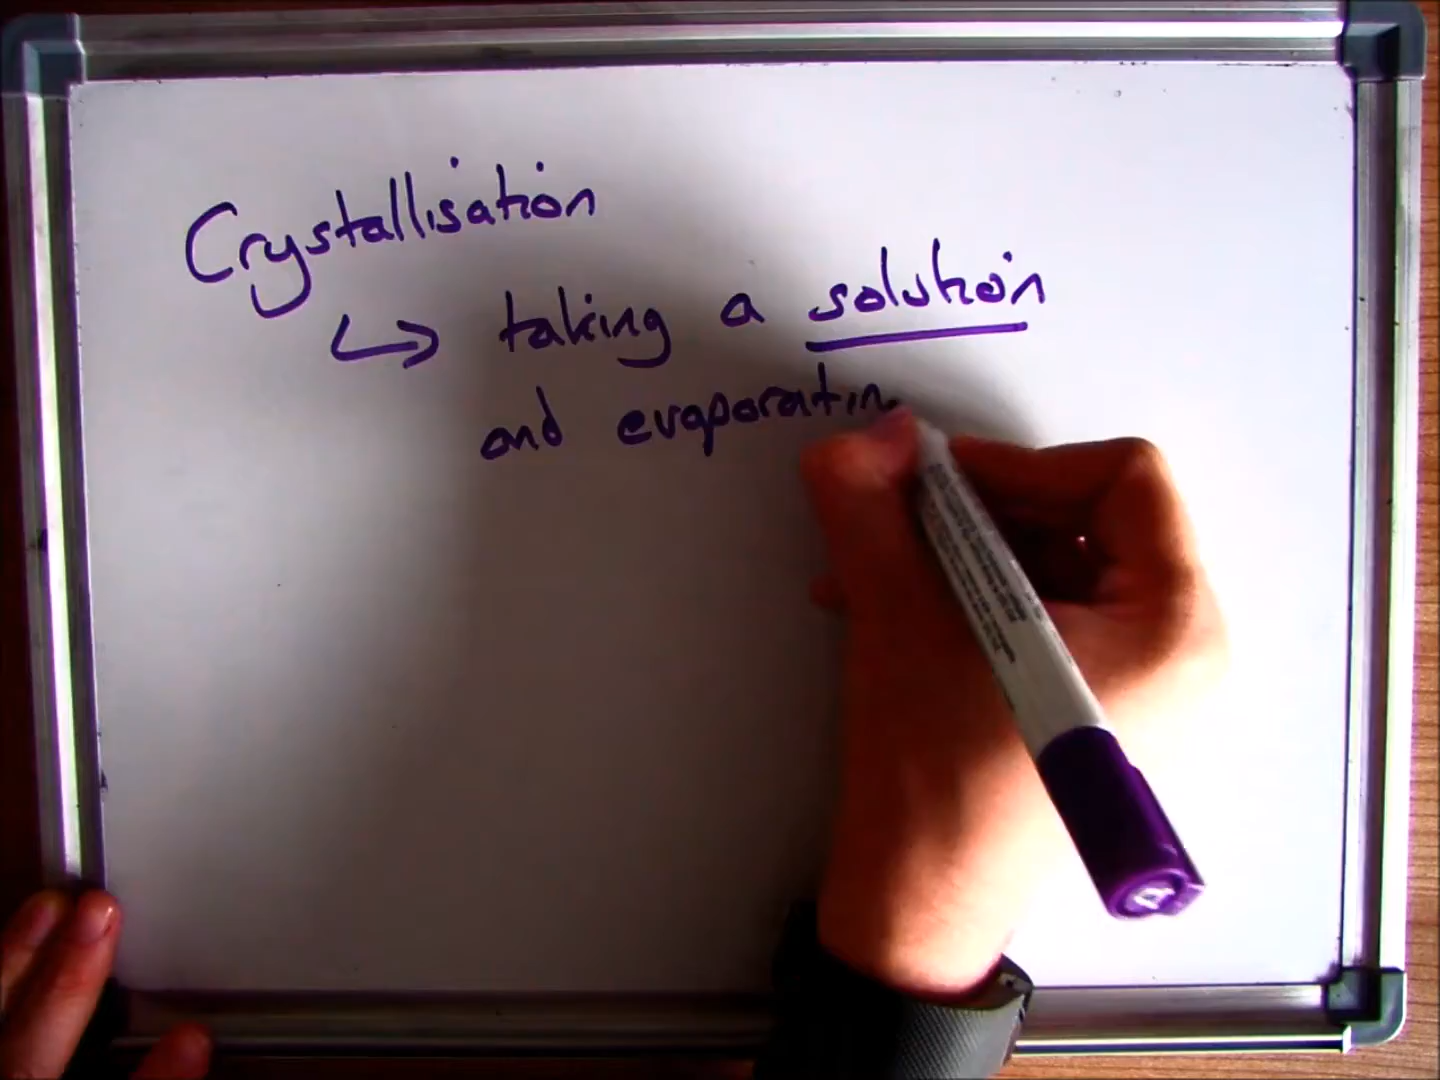 Crystallisation
↳ taking a solution
and evaporatin